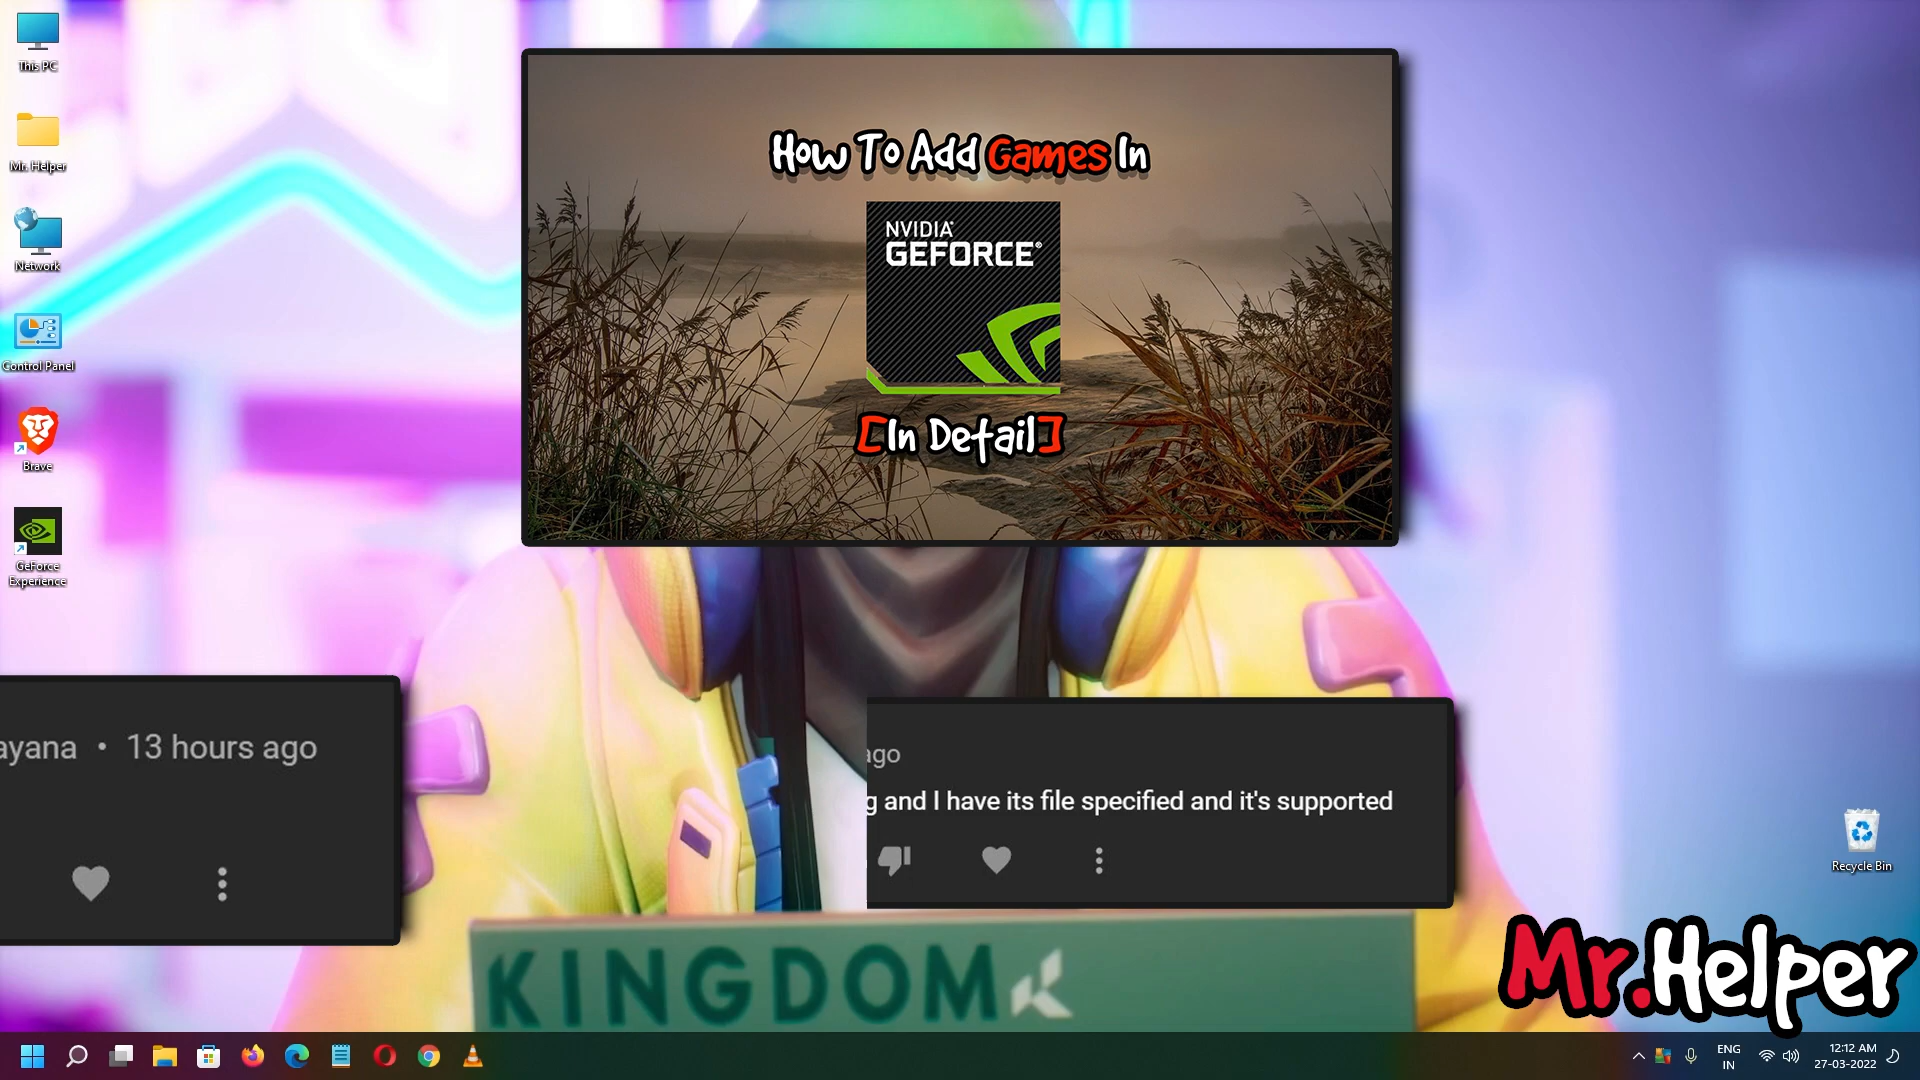 This PC
Mr. Helper
Network
Control Panel
Brave
GeForce
Experience
How To Add Games In
NVIDIA
GEFORCE®
[In Detail]
ayana • 13 hours ago
ago
g and I have its file specified and it's supported
Recycle Bin
KINGDOM
Mr.Helper
ENG
IN
12:12 AM
27-03-2022